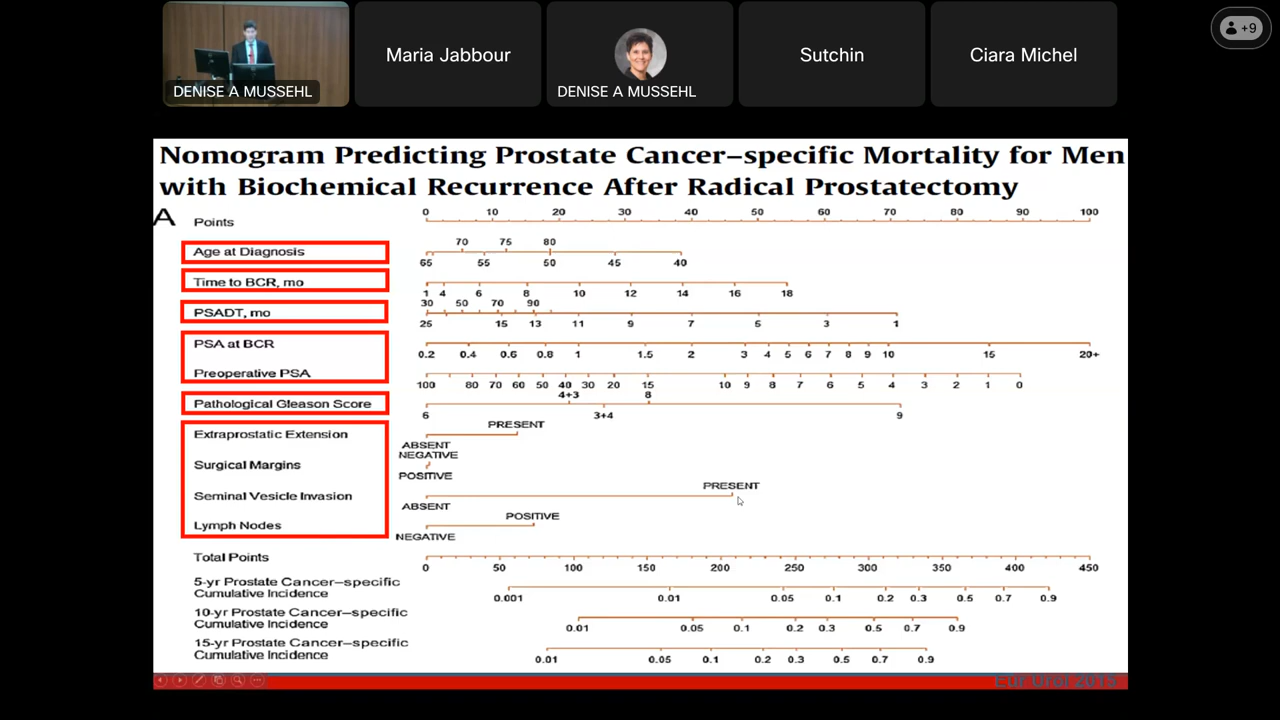 DENISE A MUSSEHL
Maria Jabbour
DENISE A MUSSEHL
Sutchin
Ciara Michel
+9
Nomogram Predicting Prostate Cancer–specific Mortality for Men
with Biochemical Recurrence After Radical Prostatectomy
A
Points
0 10 20 30 40 50 60 70 80 90 100
70 75 80
Age at Diagnosis
65 55 50 45 40
Time to BCR, mo
1 4 6 8 10 12 14 16 18
30 50 70 90
PSADT, mo
25 15 13 11 9 7 5 3 1
PSA at BCR
0.2 0.4 0.6 0.8 1 1.5 2 3 4 5 6 7 8 9 10 15 20+
Preoperative PSA
100 80 70 60 50 40 30 20 15 10 9 8 7 6 5 4 3 2 1 0
4+3 8
Pathological Gleason Score
6 3+4 9
PRESENT
Extraprostatic Extension
ABSENT
NEGATIVE
Surgical Margins
POSITIVE
PRESENT
Seminal Vesicle Invasion
ABSENT
POSITIVE
Lymph Nodes
NEGATIVE
Total Points
0 50 100 150 200 250 300 350 400 450
5-yr Prostate Cancer–specific
Cumulative Incidence
0.001 0.01 0.05 0.1 0.2 0.3 0.5 0.7 0.9
10-yr Prostate Cancer–specific
Cumulative Incidence
0.01 0.05 0.1 0.2 0.3 0.5 0.7 0.9
15-yr Prostate Cancer–specific
Cumulative Incidence
0.01 0.05 0.1 0.2 0.3 0.5 0.7 0.9
Eur Urol 2015